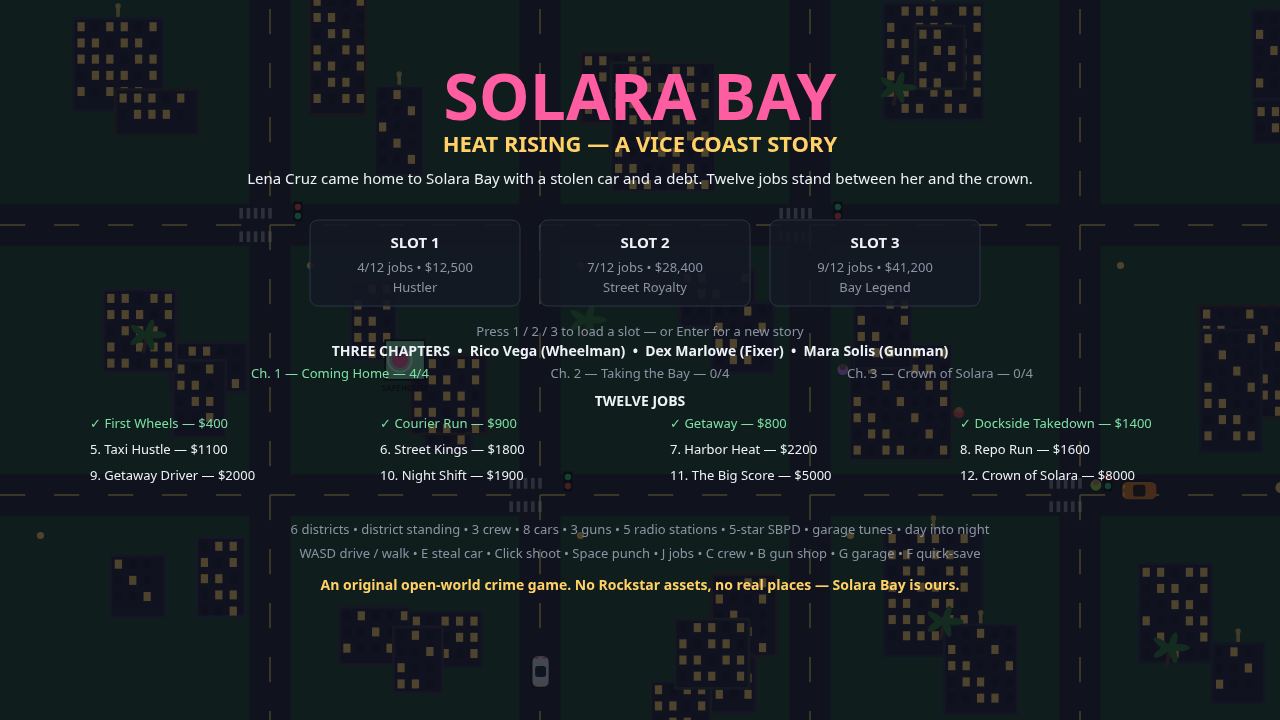 SOLARA BAY
HEAT RISING — A VICE COAST STORY
Lena Cruz came home to Solara Bay with a stolen car and a debt. Twelve jobs stand between her and the crown.
SLOT 1
4/12 jobs • $12,500
Hustler
SLOT 2
7/12 jobs • $28,400
Street Royalty
SLOT 3
9/12 jobs • $41,200
Bay Legend
Press 1 / 2 / 3 to load a slot — or Enter for a new story
THREE CHAPTERS • Rico Vega (Wheelman) • Dex Marlowe (Fixer) • Mara Solis (Gunman)
Ch. 1 — Coming Home — 4/4
Ch. 2 — Taking the Bay — 0/4
Ch. 3 — Crown of Solara — 0/4
SAFEHOUSE
TWELVE JOBS
✓ First Wheels — $400
✓ Courier Run — $900
✓ Getaway — $800
✓ Dockside Takedown — $1400
5. Taxi Hustle — $1100
6. Street Kings — $1800
7. Harbor Heat — $2200
8. Repo Run — $1600
9. Getaway Driver — $2000
10. Night Shift — $1900
11. The Big Score — $5000
12. Crown of Solara — $8000
6 districts • district standing • 3 crew • 8 cars • 3 guns • 5 radio stations • 5-star SBPD • garage tunes • day into night
WASD drive / walk • E steal car • Click shoot • Space punch • J jobs • C crew • B gun shop • G garage • F quick-save
An original open-world crime game. No Rockstar assets, no real places — Solara Bay is ours.